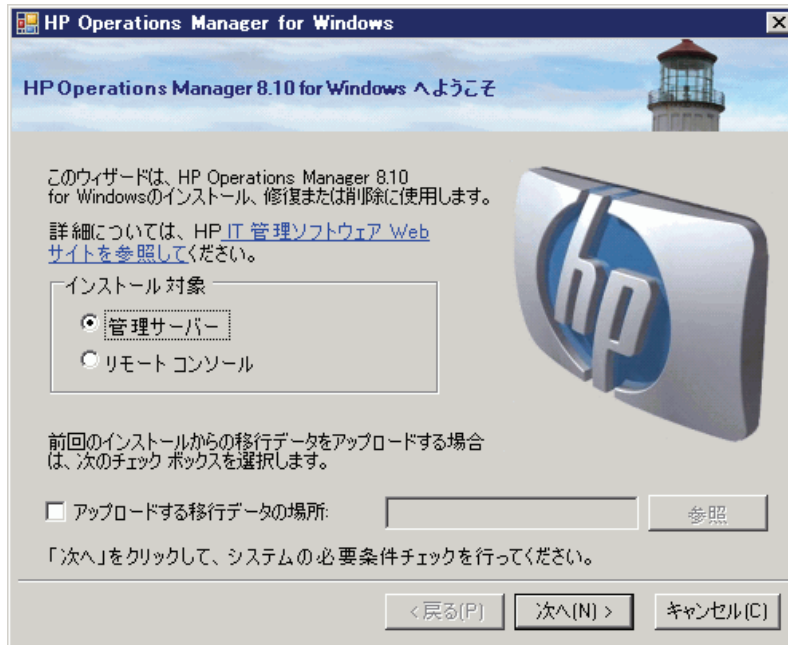 HP Operations Manager for Windows
HP Operations Manager 8.10 for Windows へようこそ
このウィザードは、HP Operations Manager 8.10
for Windowsのインストール、修復または削除に使用します。
詳細については、HP IT 管理ソフトウェア Web
サイトを参照してください。
インストール対象
管理サーバー
リモート コンソール
hp
前回のインストールからの移行データをアップロードする場合
は、次のチェック ボックスを選択します。
アップロードする移行データの場所:
参照
「次へ」をクリックして、システムの必要条件チェックを行ってください。
< 戻る(P)
次へ(N) >
キャンセル(C)